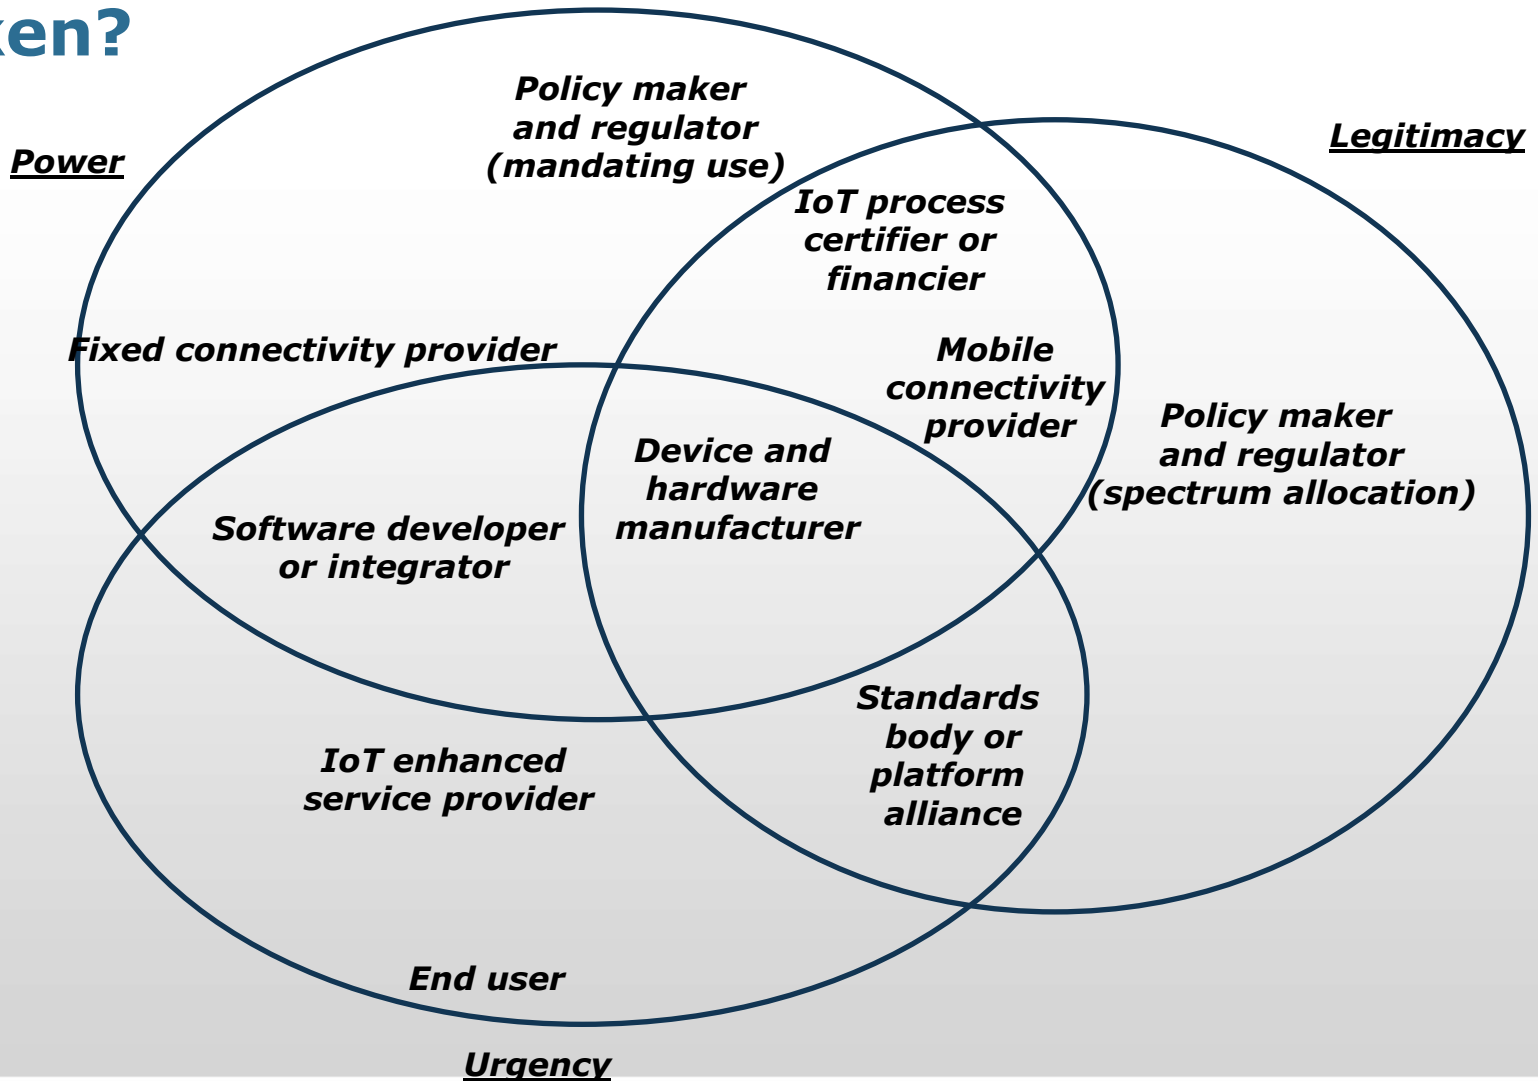 ken?
Policy maker
and regulator
(mandating use)
Legitimacy
Power
IoT process
certifier or
financier
Fixed connectivity provider
Mobile
connectivity
provider
Policy maker
and regulator
(spectrum allocation)
Device and
hardware
manufacturer
Software developer
or integrator
Standards
body or
platform
alliance
IoT enhanced
service provider
End user
Urgency